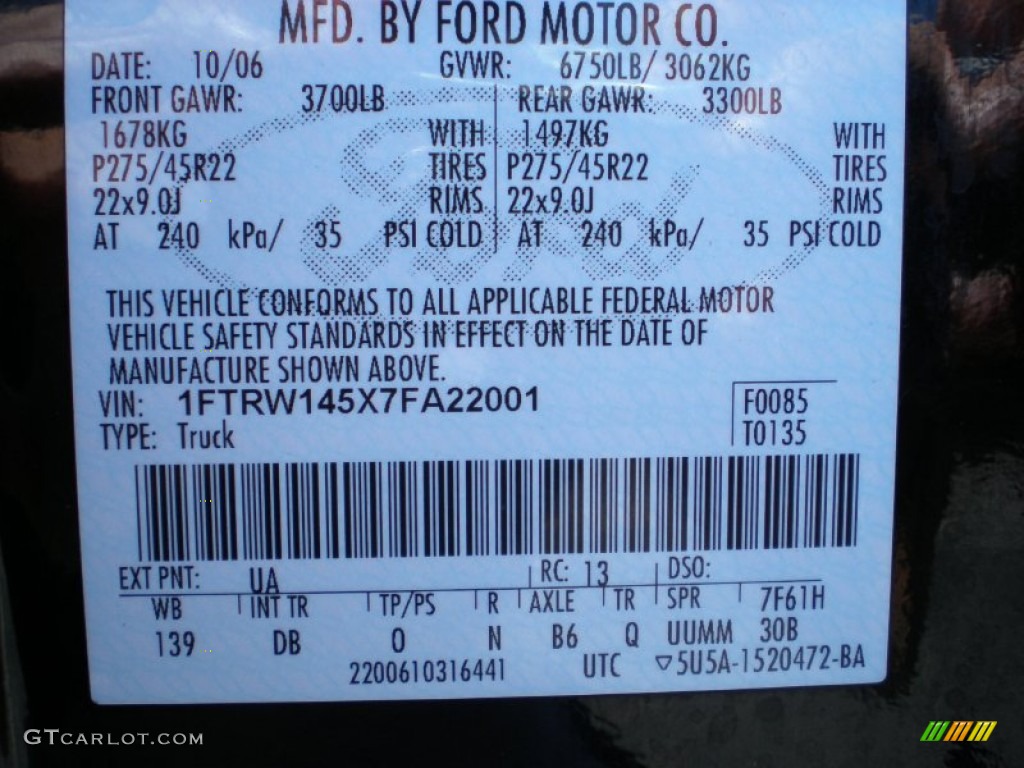 MFD. BY FORD MOTOR CO.
DATE: 10/06 GVWR: 6750LB/ 3062KG
FRONT GAWR: 3700LB REAR GAWR: 3300LB
1678KG WITH 1497KG WITH
P275/45R22 TIRES P275/45R22 TIRES
22x9.0J RIMS 22x9.0J RIMS
AT 240 kPa/ 35 PSI COLD AT 240 kPa/ 35 PSI COLD
Ford
THIS VEHICLE CONFORMS TO ALL APPLICABLE FEDERAL MOTOR
VEHICLE SAFETY STANDARDS IN EFFECT ON THE DATE OF
MANUFACTURE SHOWN ABOVE.
VIN: 1FTRW145X7FA22001 F0085
TYPE: Truck T0135
EXT PNT: UA RC: 13 DSO:
WB INT TR TP/PS R AXLE TR SPR 7F61H
139 DB 0 N B6 Q UUMM 30B
2200610316441 UTC ▽5U5A-1520472-BA
GTCARLOT.COM